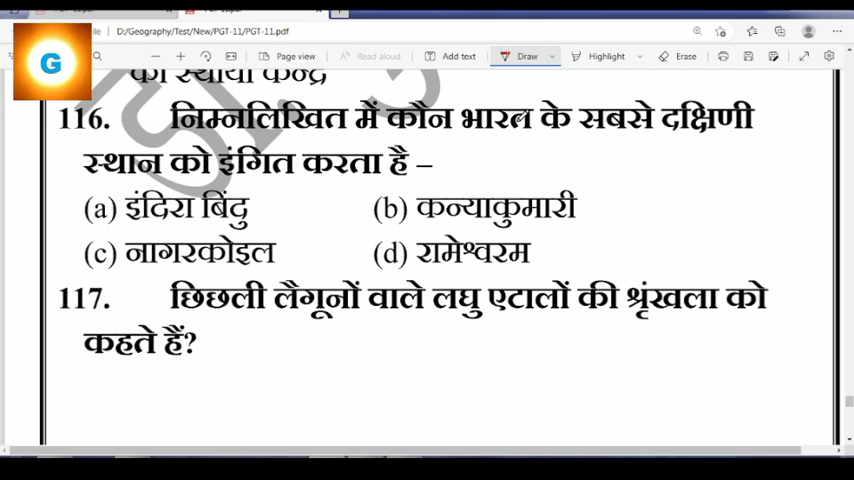 ile D:/Geography/Test/New/PGT-11/PGT-11.pdf
G Page view Read aloud Add text Draw Highlight Erase
का स्थायी केन्द्र
116. निम्नलिखित में कौन भारत के सबसे दक्षिणी
स्थान को इंगित करता है –
(a) इंदिरा बिंदु (b) कन्याकुमारी
(c) नागरकोइल (d) रामेश्वरम
117. छिछली लैगूनों वाले लघु एटालों की श्रृंखला को
कहते हैं?